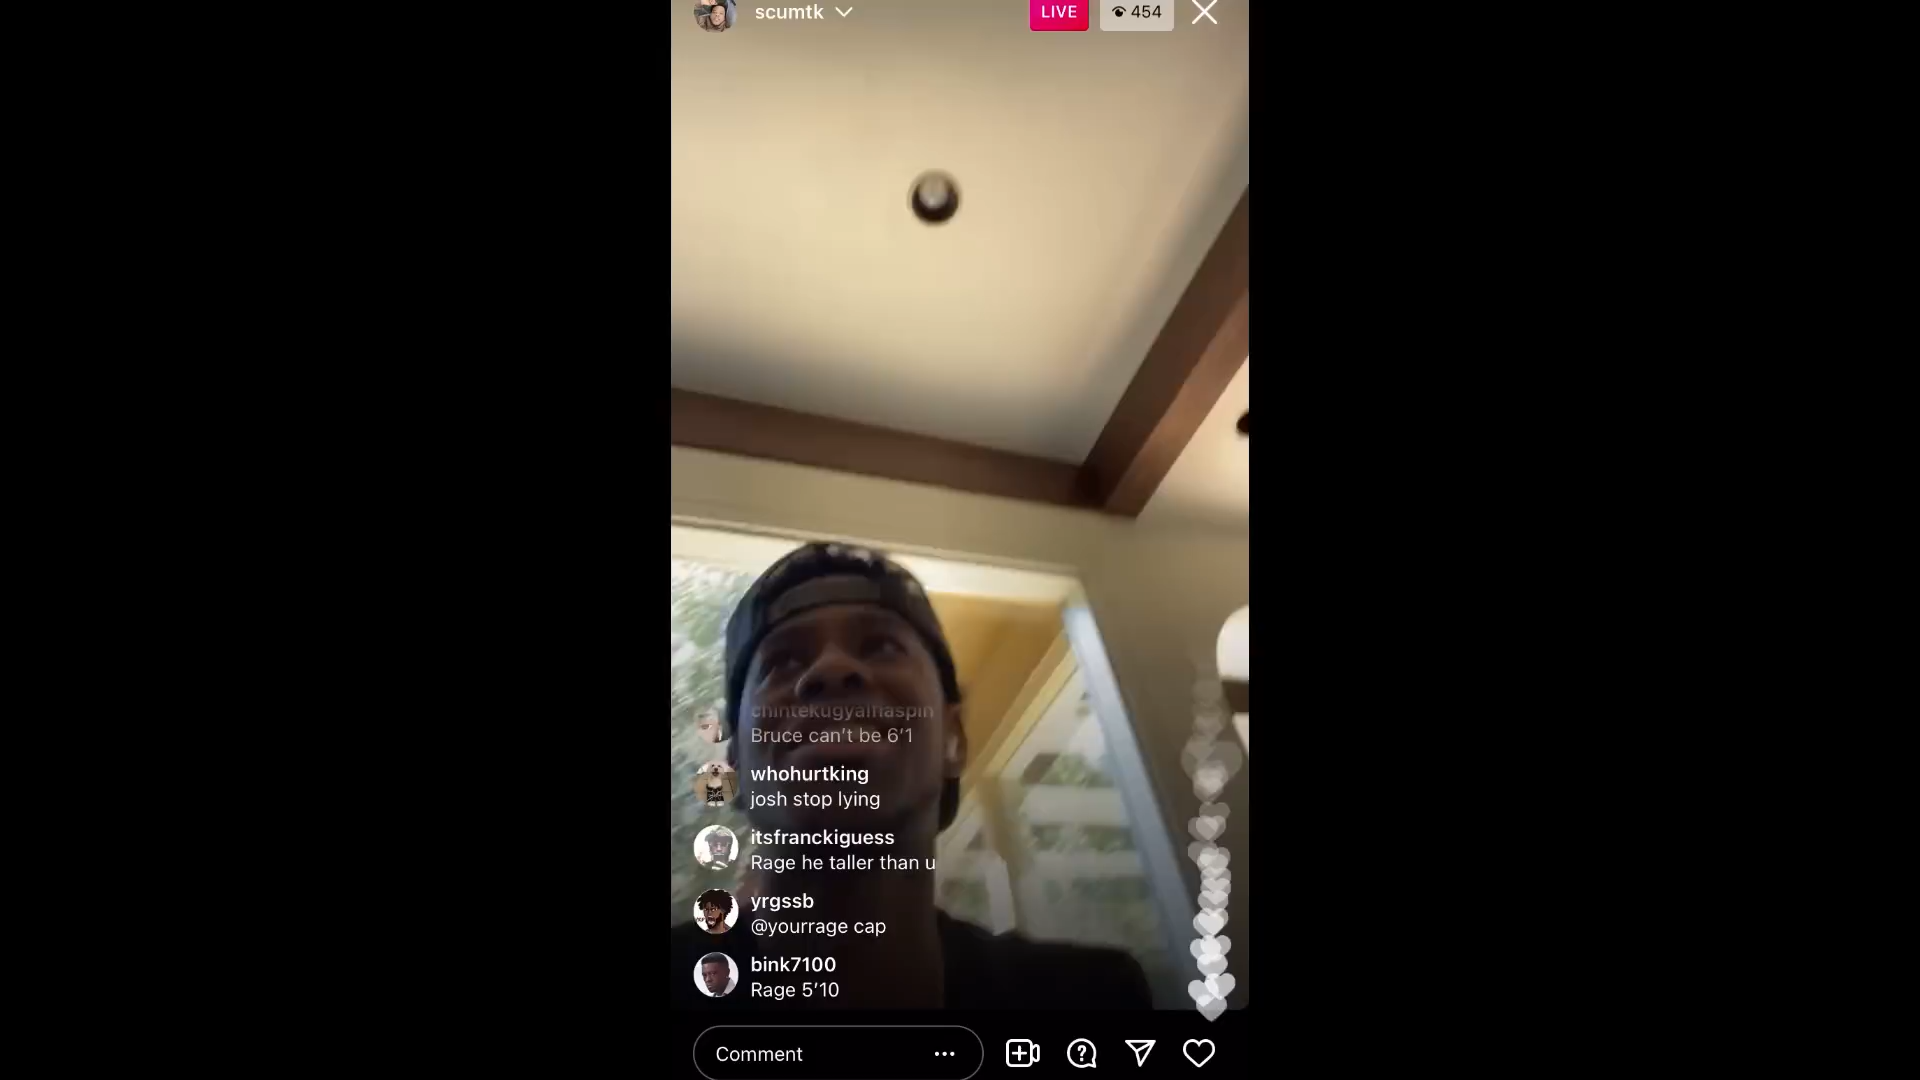 scumtk
LIVE
454
Bruce can't be 6'1
whohurtking
josh stop lying
itsfranckiguess
Rage he taller than u
yrgssb
@yourrage cap
bink7100
Rage 5'10
Comment